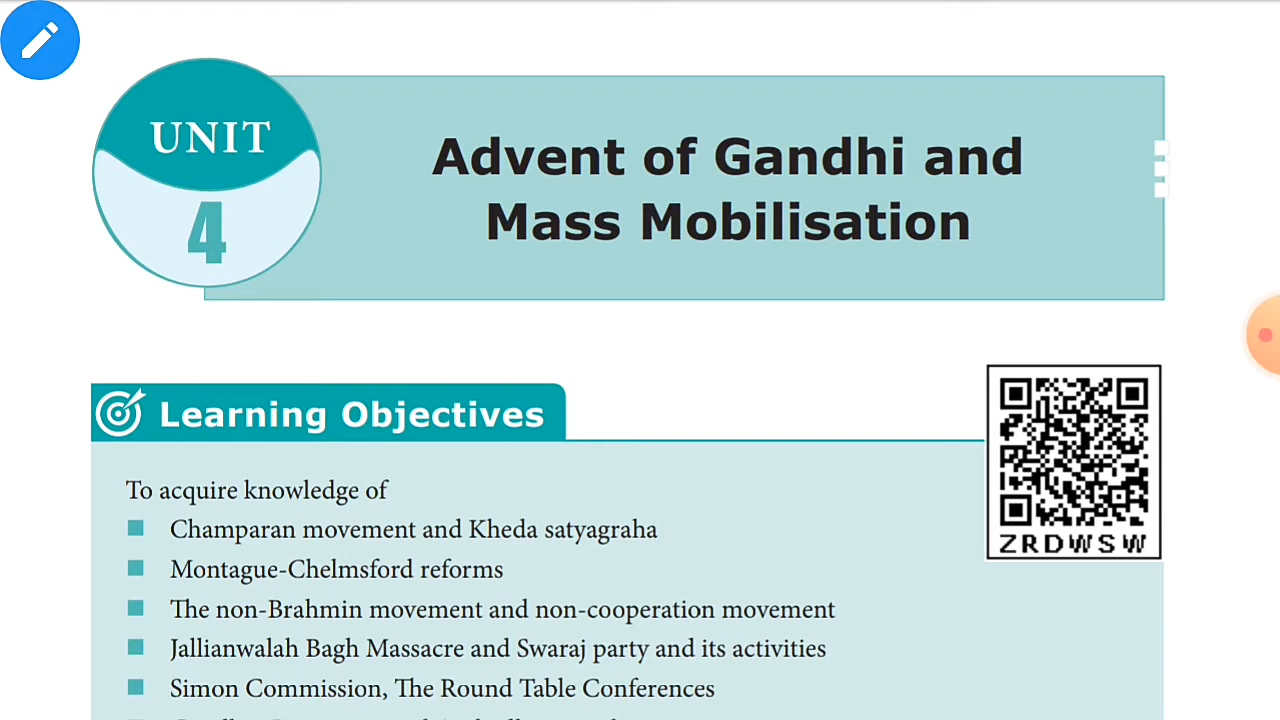 UNIT
4
Advent of Gandhi and
Mass Mobilisation
Learning Objectives
ZRDWSW
To acquire knowledge of
Champaran movement and Kheda satyagraha
Montague-Chelmsford reforms
The non-Brahmin movement and non-cooperation movement
Jallianwalah Bagh Massacre and Swaraj party and its activities
Simon Commission, The Round Table Conferences